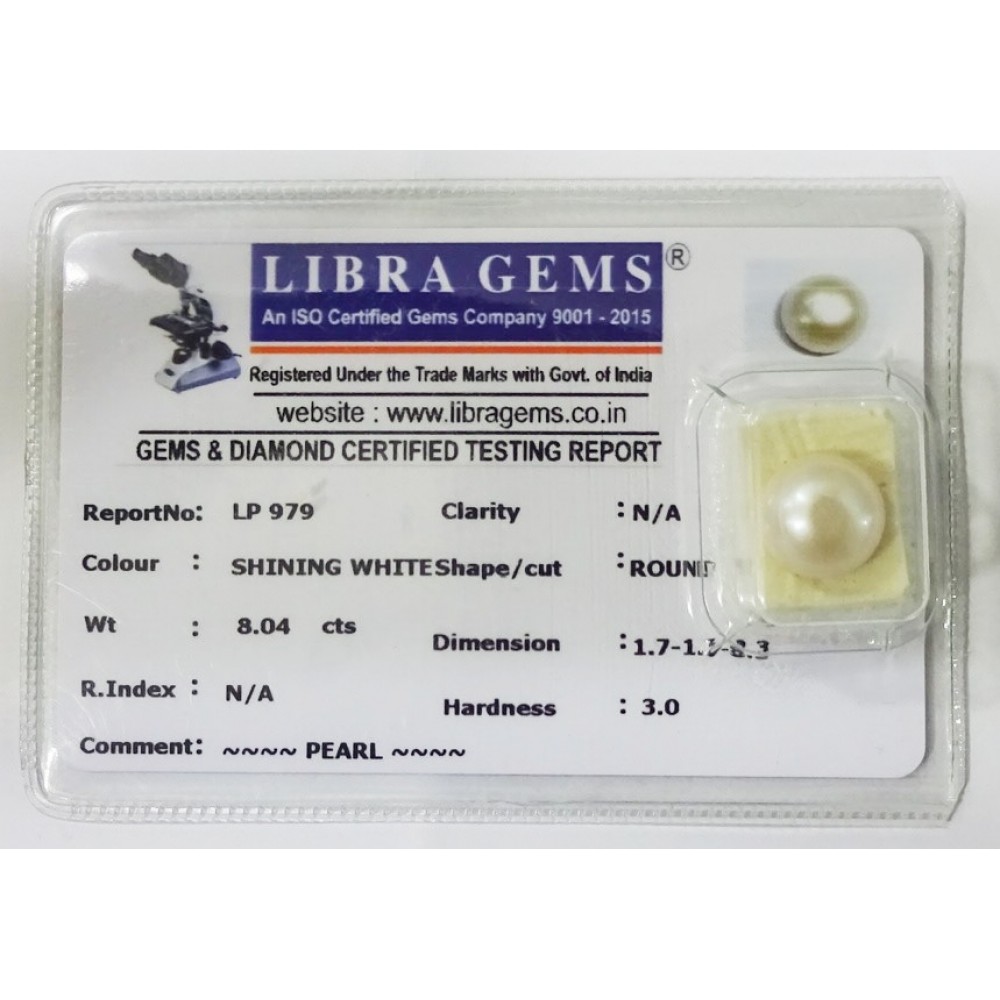 LIBRA GEMS ®
An ISO Certified Gems Company 9001 - 2015
Registered Under the Trade Marks with Govt. of India
website : www.libragems.co.in
GEMS & DIAMOND CERTIFIED TESTING REPORT
ReportNo: LP 979 Clarity : N/A
Colour : SHINING WHITE Shape/cut :
Wt : 8.04 cts Dimension :
R.Index : N/A Hardness : 3.0
Comment: ~~~~ PEARL ~~~~